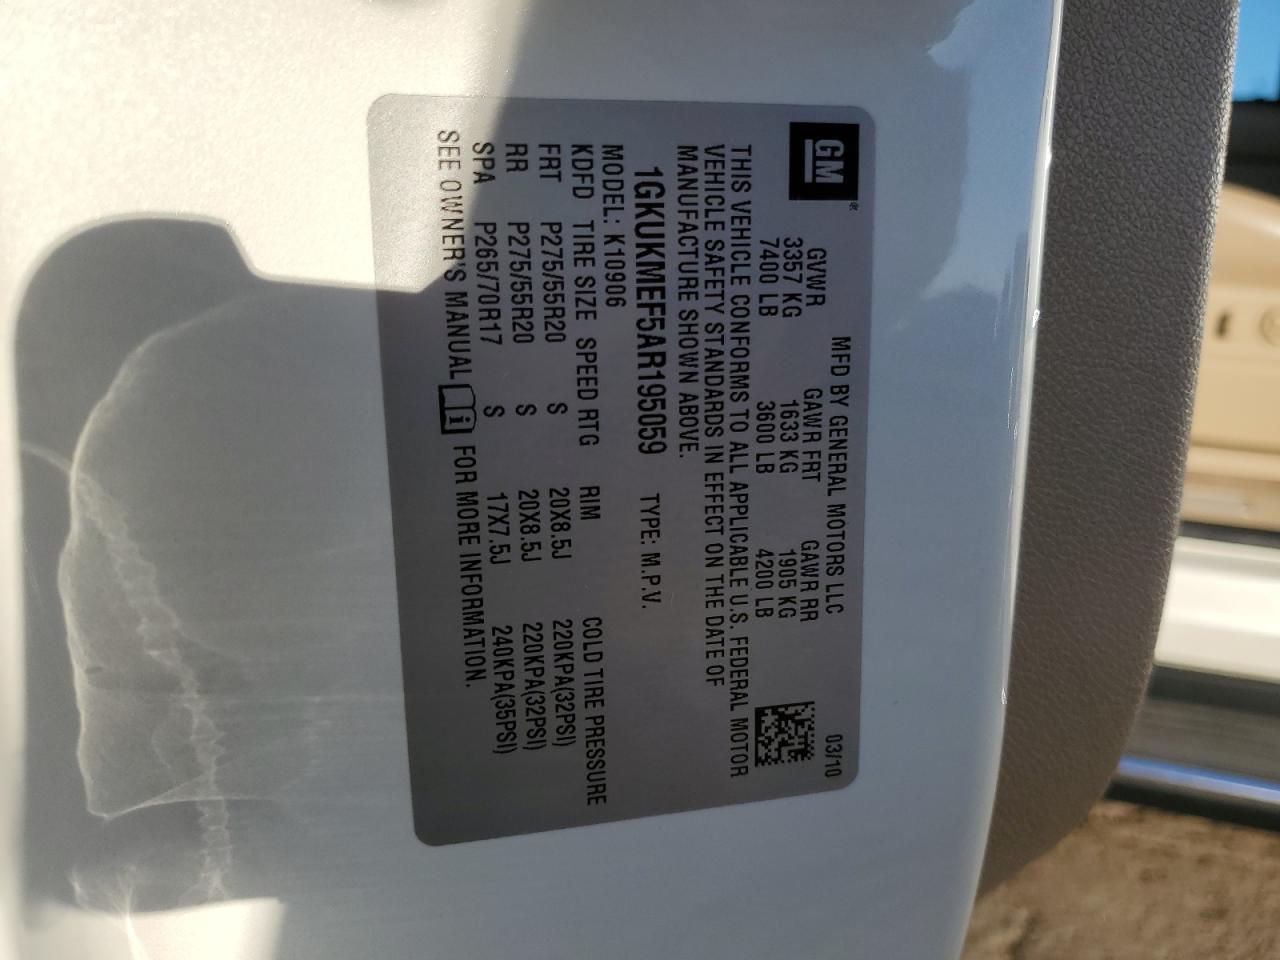 GM®
MFD BY GENERAL MOTORS LLC 03/10
GVWR GAWR FRT GAWR RR
3357 KG 1633 KG 1905 KG
7400 LB 3600 LB 4200 LB
THIS VEHICLE CONFORMS TO ALL APPLICABLE U.S. FEDERAL MOTOR
VEHICLE SAFETY STANDARDS IN EFFECT ON THE DATE OF
MANUFACTURE SHOWN ABOVE.
1GKUKMEF5AR195059 TYPE: M.P.V.
MODEL: K10906
KDFD TIRE SIZE SPEED RTG RIM COLD TIRE PRESSURE
FRT P275/55R20 S 20X8.5J 220KPA(32PSI)
RR P275/55R20 S 20X8.5J 220KPA(32PSI)
SPA P265/70R17 S 17X7.5J 240KPA(35PSI)
SEE OWNER'S MANUAL i FOR MORE INFORMATION.